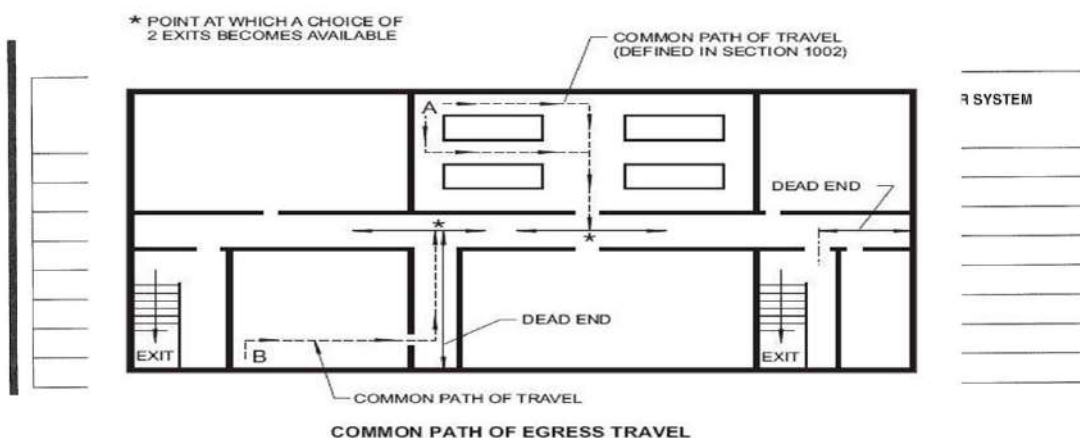 * POINT AT WHICH A CHOICE OF
2 EXITS BECOMES AVAILABLE
COMMON PATH OF TRAVEL
(DEFINED IN SECTION 1002)
R SYSTEM
A
DEAD END
*
*
DEAD END
EXIT
B
EXIT
COMMON PATH OF TRAVEL
COMMON PATH OF EGRESS TRAVEL